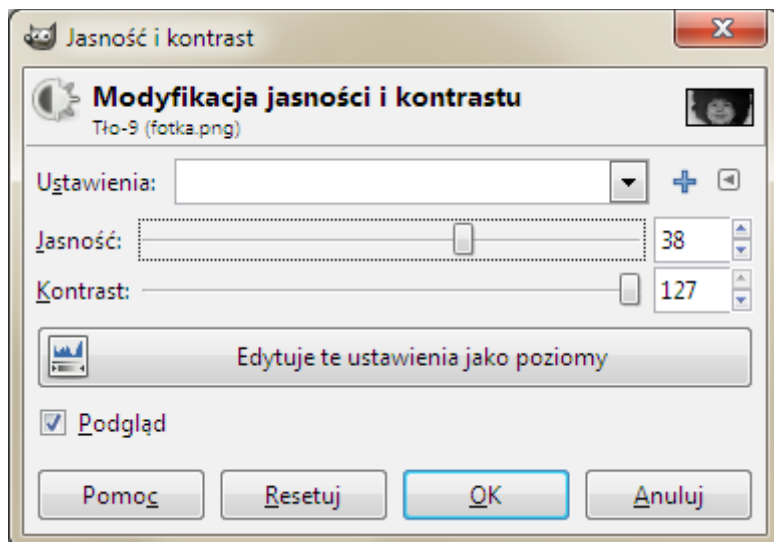 Jasność i kontrast
Modyfikacja jasności i kontrastu
Tło-9 (fotka.png)
Ustawienia:
Jasność: 38
Kontrast: 127
Edytuje te ustawienia jako poziomy
Podgląd
Pomoc Resetuj OK Anuluj